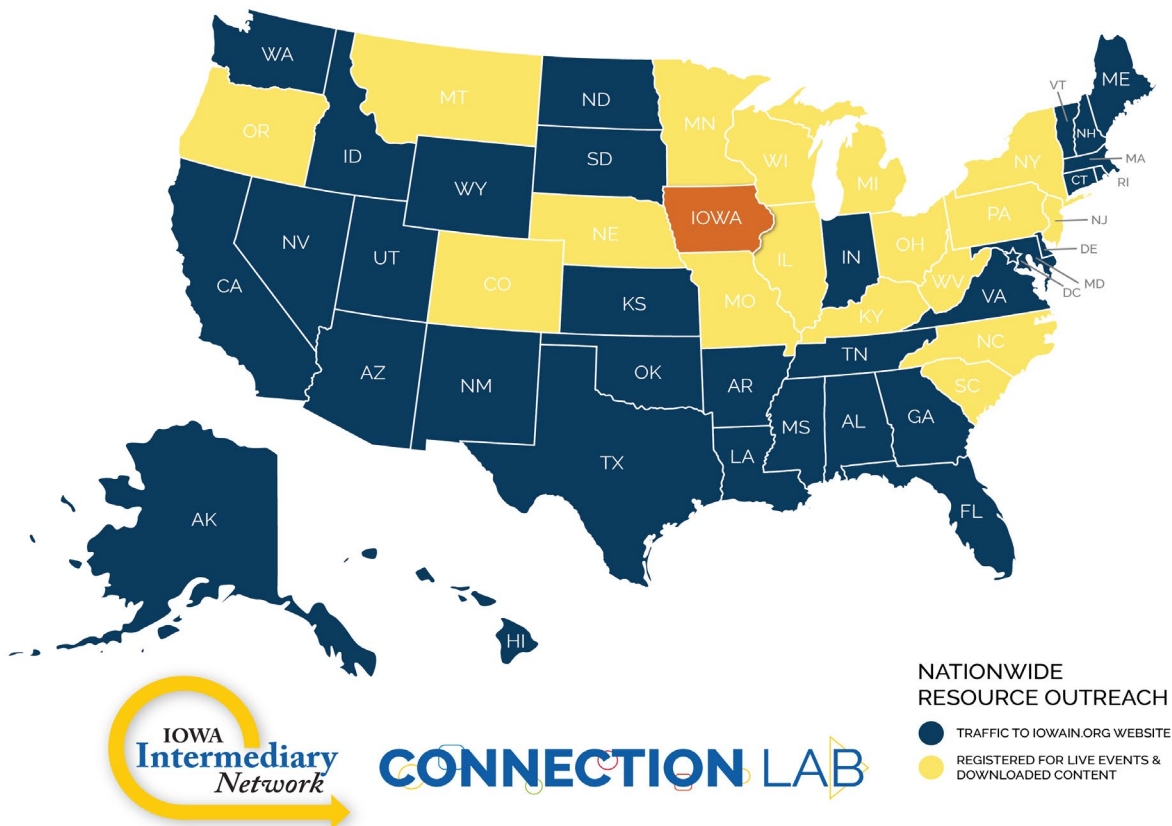 WA
MT
ND
MN
ME
VT
NH
OR
ID
SD
WI
NY
MA
WY
MI
CT
RI
IOWA
PA
NJ
NV
NE
OH
DE
UT
IL
IN
MD
CA
CO
WV
DC
VA
KS
MO
KY
NC
TN
AZ
OK
NM
AR
SC
MS
AL
GA
TX
LA
FL
AK
HI
NATIONWIDE
RESOURCE OUTREACH
TRAFFIC TO IOWAIN.ORG WEBSITE
REGISTERED FOR LIVE EVENTS &
DOWNLOADED CONTENT
IOWA
Intermediary
Network
CONNECTION LAB